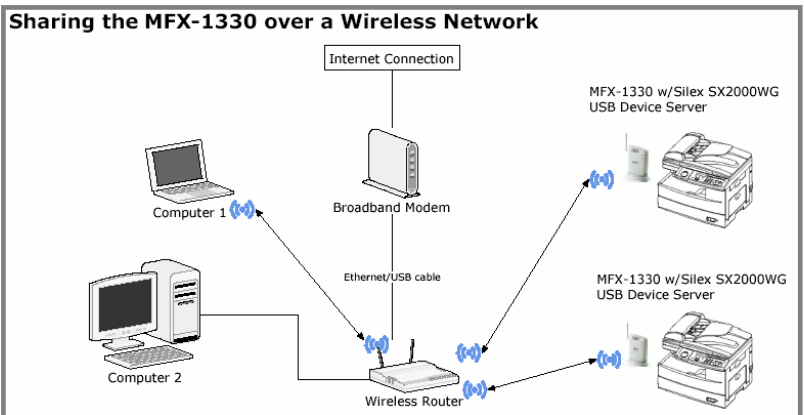 Sharing the MFX-1330 over a Wireless Network
Internet Connection
MFX-1330 w/Silex SX2000WG
USB Device Server
Computer 1
Broadband Modem
Ethernet/USB cable
MFX-1330 w/Silex SX2000WG
USB Device Server
Computer 2
Wireless Router